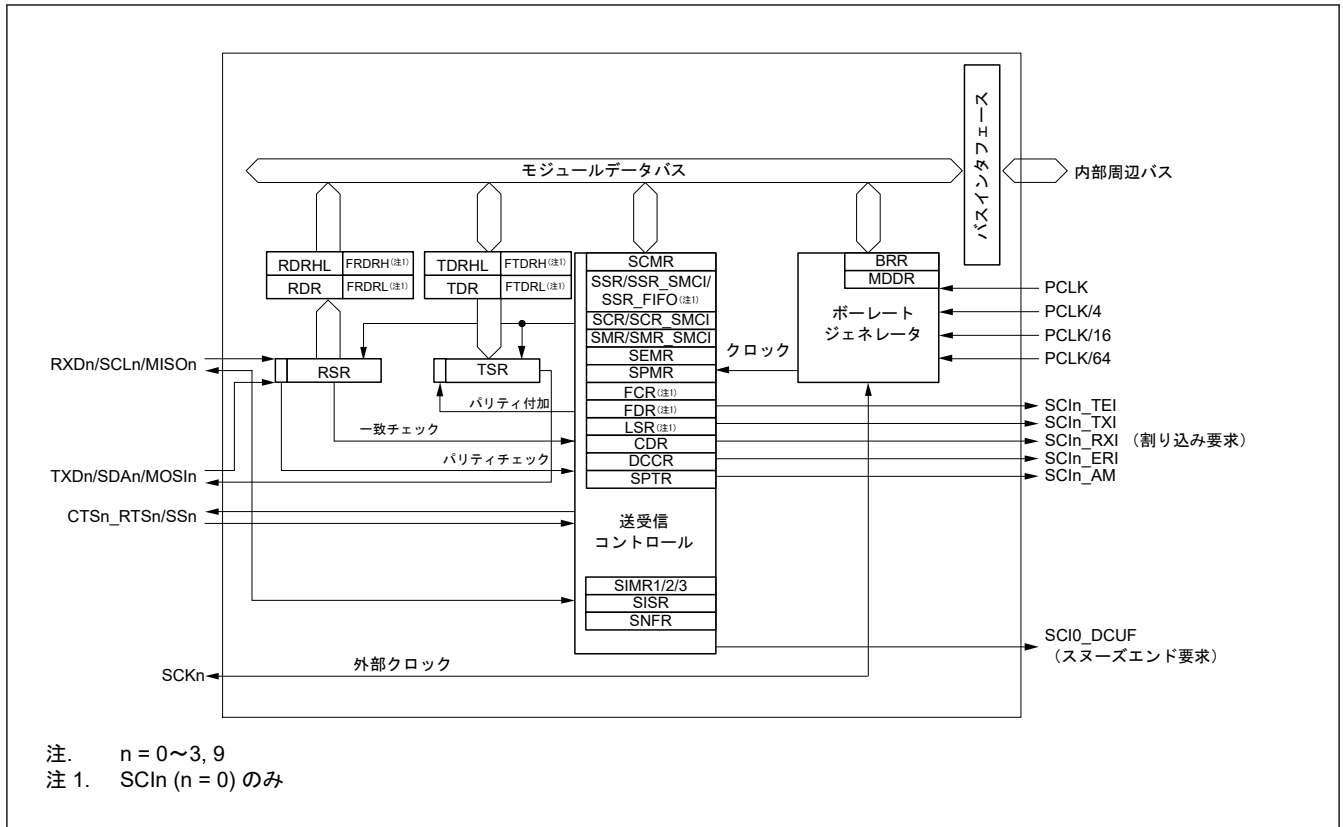 バスインタフェース
モジュールデータバス
内部周辺バス
RDRHL FRDRH(注1)
RDR FRDRL(注1)
TDRHL FTDRH(注1)
TDR FTDRL(注1)
SCMR
SSR/SSR_SMCI/
SSR_FIFO(注1)
SCR/SCR_SMCI
SMR/SMR_SMCI
SEMR
SPMR
FCR(注1)
FDR(注1)
LSR(注1)
CDR
DCCR
SPTR
送受信
コントロール
SIMR1/2/3
SISR
SNFR
BRR
MDDR
ボーレート
ジェネレータ
クロック
PCLK
PCLK/4
PCLK/16
PCLK/64
RXDn/SCLn/MISOn
RSR
TSR
パリティ付加
一致チェック
パリティチェック
TXDn/SDAn/MOSIn
CTSn_RTSn/SSn
SCIn_TEI
SCIn_TXI
SCIn_RXI (割り込み要求)
SCIn_ERI
SCIn_AM
SCI0_DCUF
(スヌーズエンド要求)
外部クロック
SCKn
注. n = 0〜3, 9
注 1. SCIn (n = 0) のみ